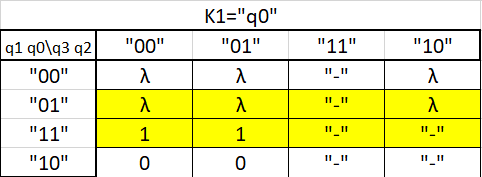 K1="q0"
q1 q0\q3 q2 "00" "01" "11" "10"
"00" λ λ "-" λ
"01" λ λ "-" λ
"11" 1 1 "-" "-"
"10" 0 0 "-" "-"